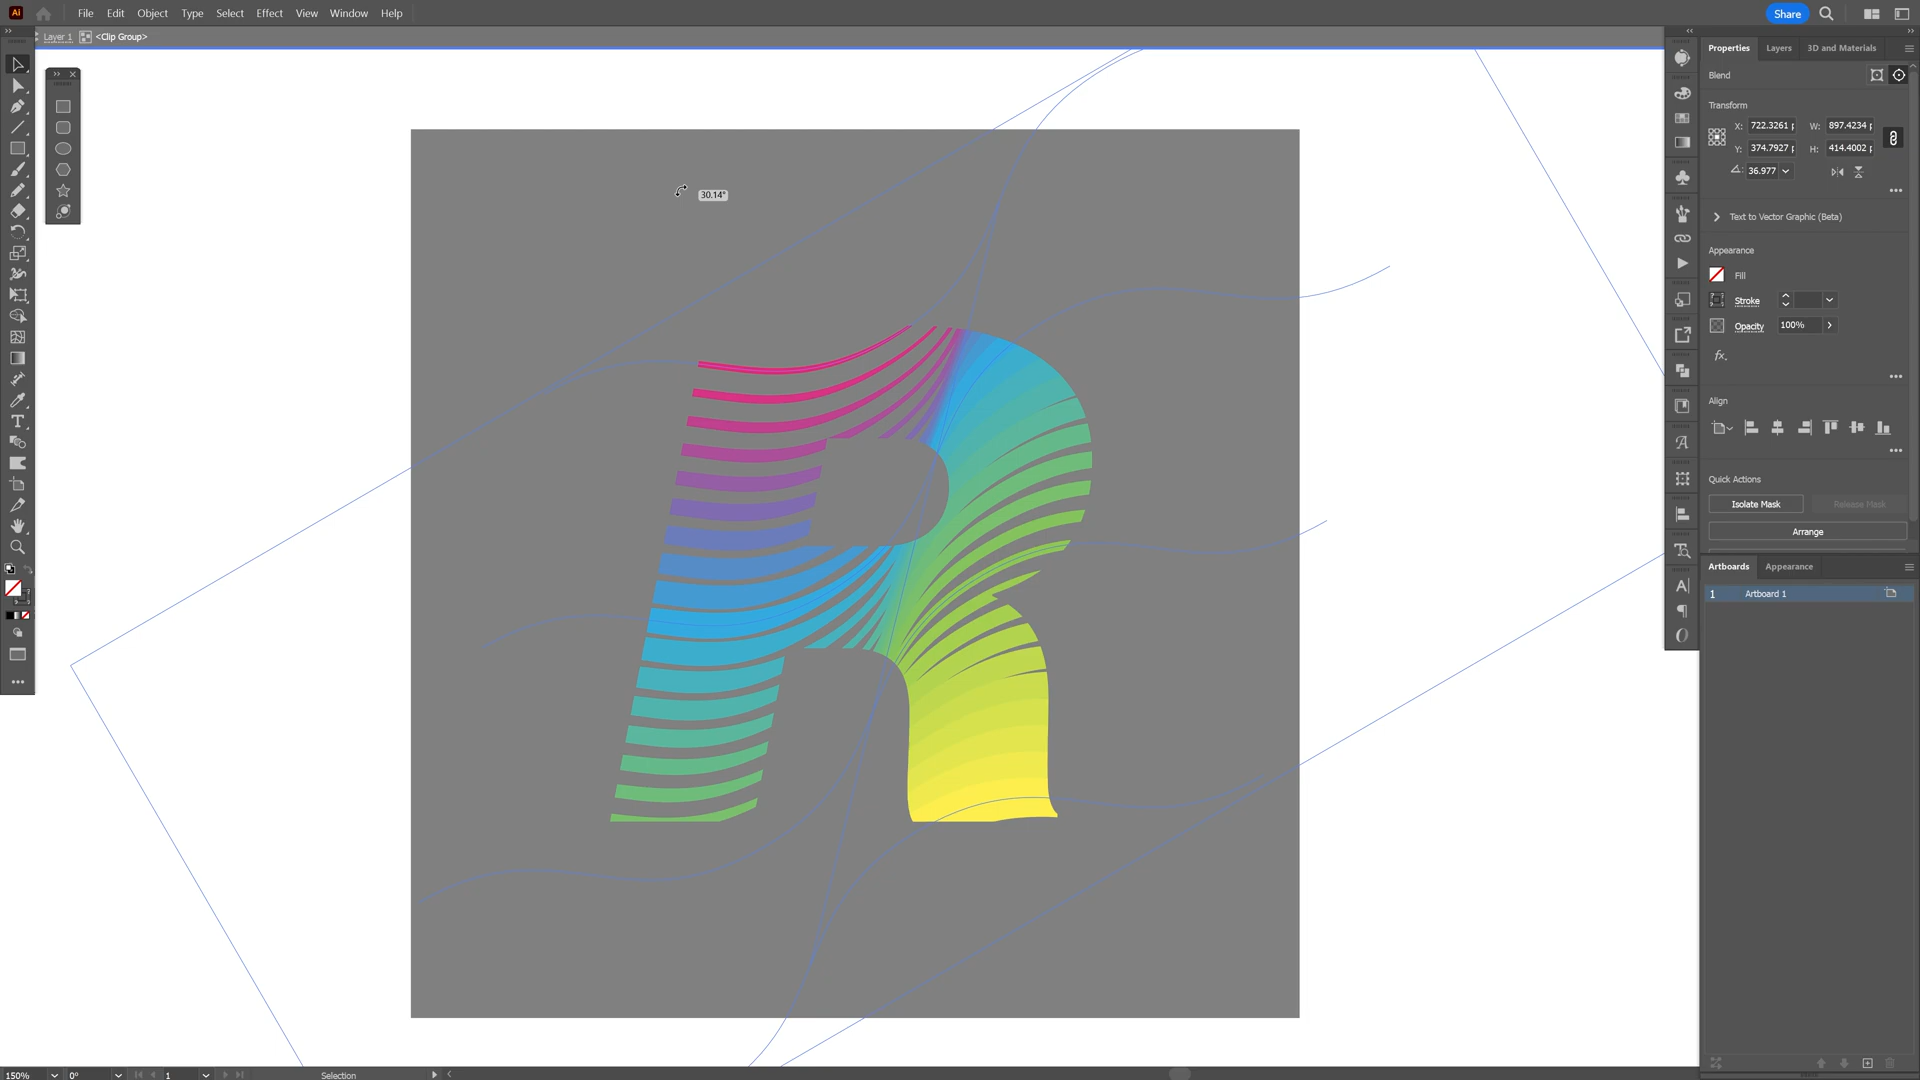 Ai File Edit Object Type Select Effect View Window Help Share
Layer 1 <Clip Group>
Properties Layers 3D and Materials
Blend
Transform
X: 722.3261 p W: 897.4234 p
Y: 374.7927 p H: 414.4002 p
36.977
Text to Vector Graphic (Beta)
Appearance
Fill
Stroke
Opacity 100%
fx.
Align
Quick Actions
Isolate Mask Release Mask
Arrange
Artboards Appearance
1 Artboard 1
30.14°
R
150% 0° 1 Selection